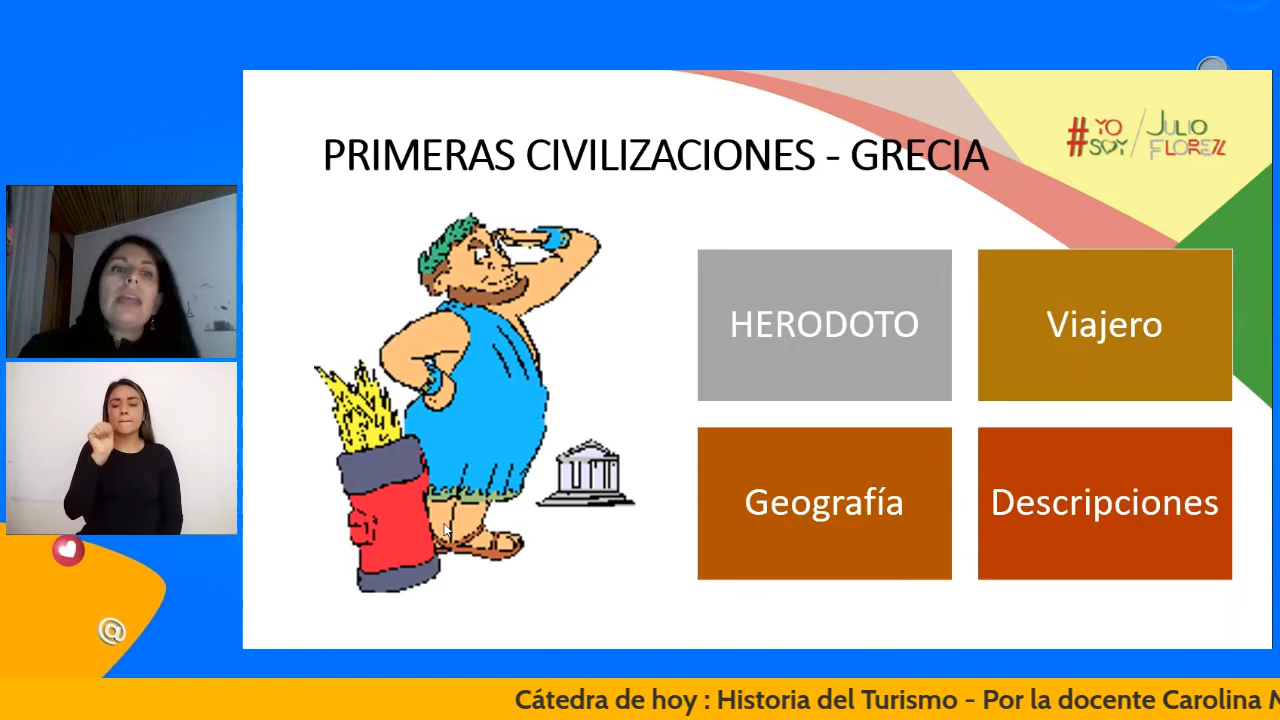 PRIMERAS CIVILIZACIONES - GRECIA
#YO SOY / JULIO FLOREZ
HERODOTO
Viajero
Geografía
Descripciones
@
Cátedra de hoy : Historia del Turismo - Por la docente Carolina M